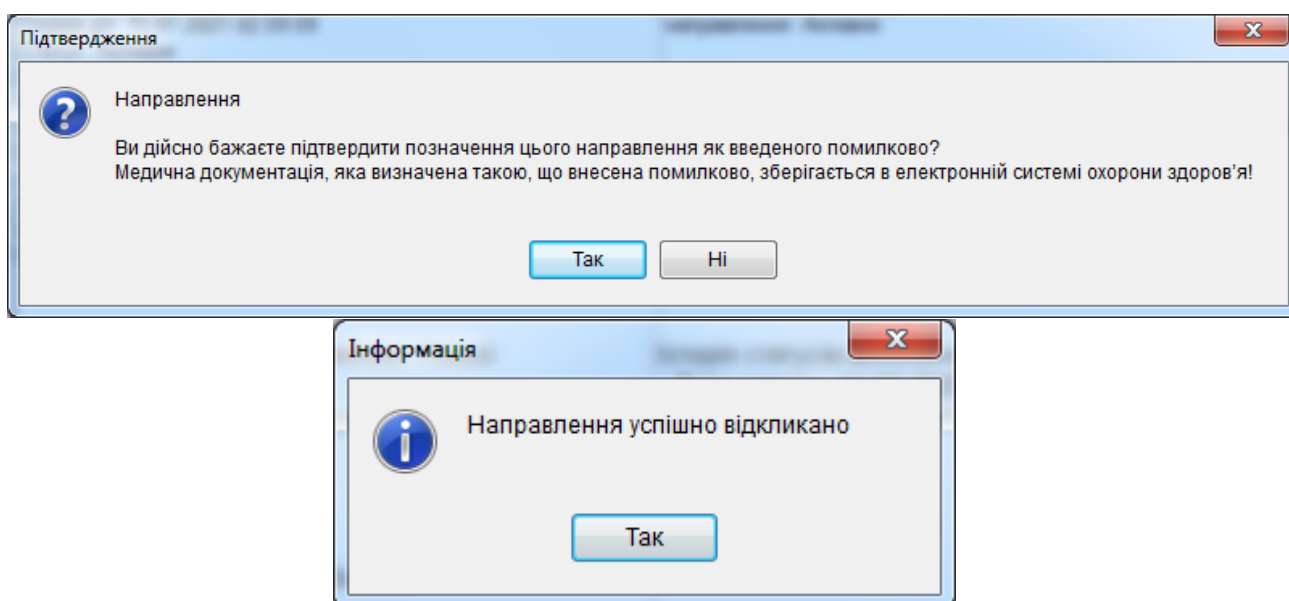 Підтвердження
Направлення
Ви дійсно бажаєте підтвердити позначення цього направлення як введеного помилково?
Медична документація, яка визначена такою, що внесена помилково, зберігається в електронній системі охорони здоров'я!
Так Ні
Інформація
Направлення успішно відкликано
Так